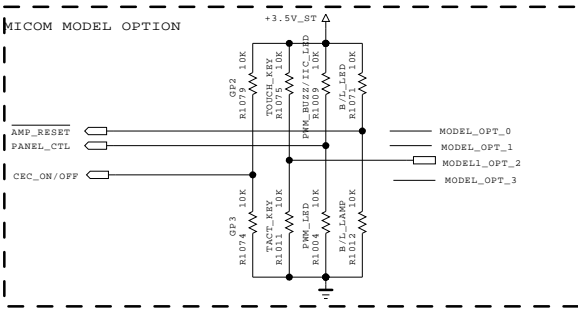 MICOM MODEL OPTION
+3.5V_ST
GP2
R1079 10K
TOUCH_KEY
R1075 10K
PWM_BUZZ/IIC_LED
R1009 10K
B/L_LED
R1071 10K
AMP_RESET
PANEL_CTL
CEC_ON/OFF
MODEL_OPT_0
MODEL_OPT_1
MODEL1_OPT_2
MODEL_OPT_3
GP3
R1074 10K
TACT_KEY
R1011 10K
PWM_LED
R1004 10K
B/L_LAMP
R1012 10K